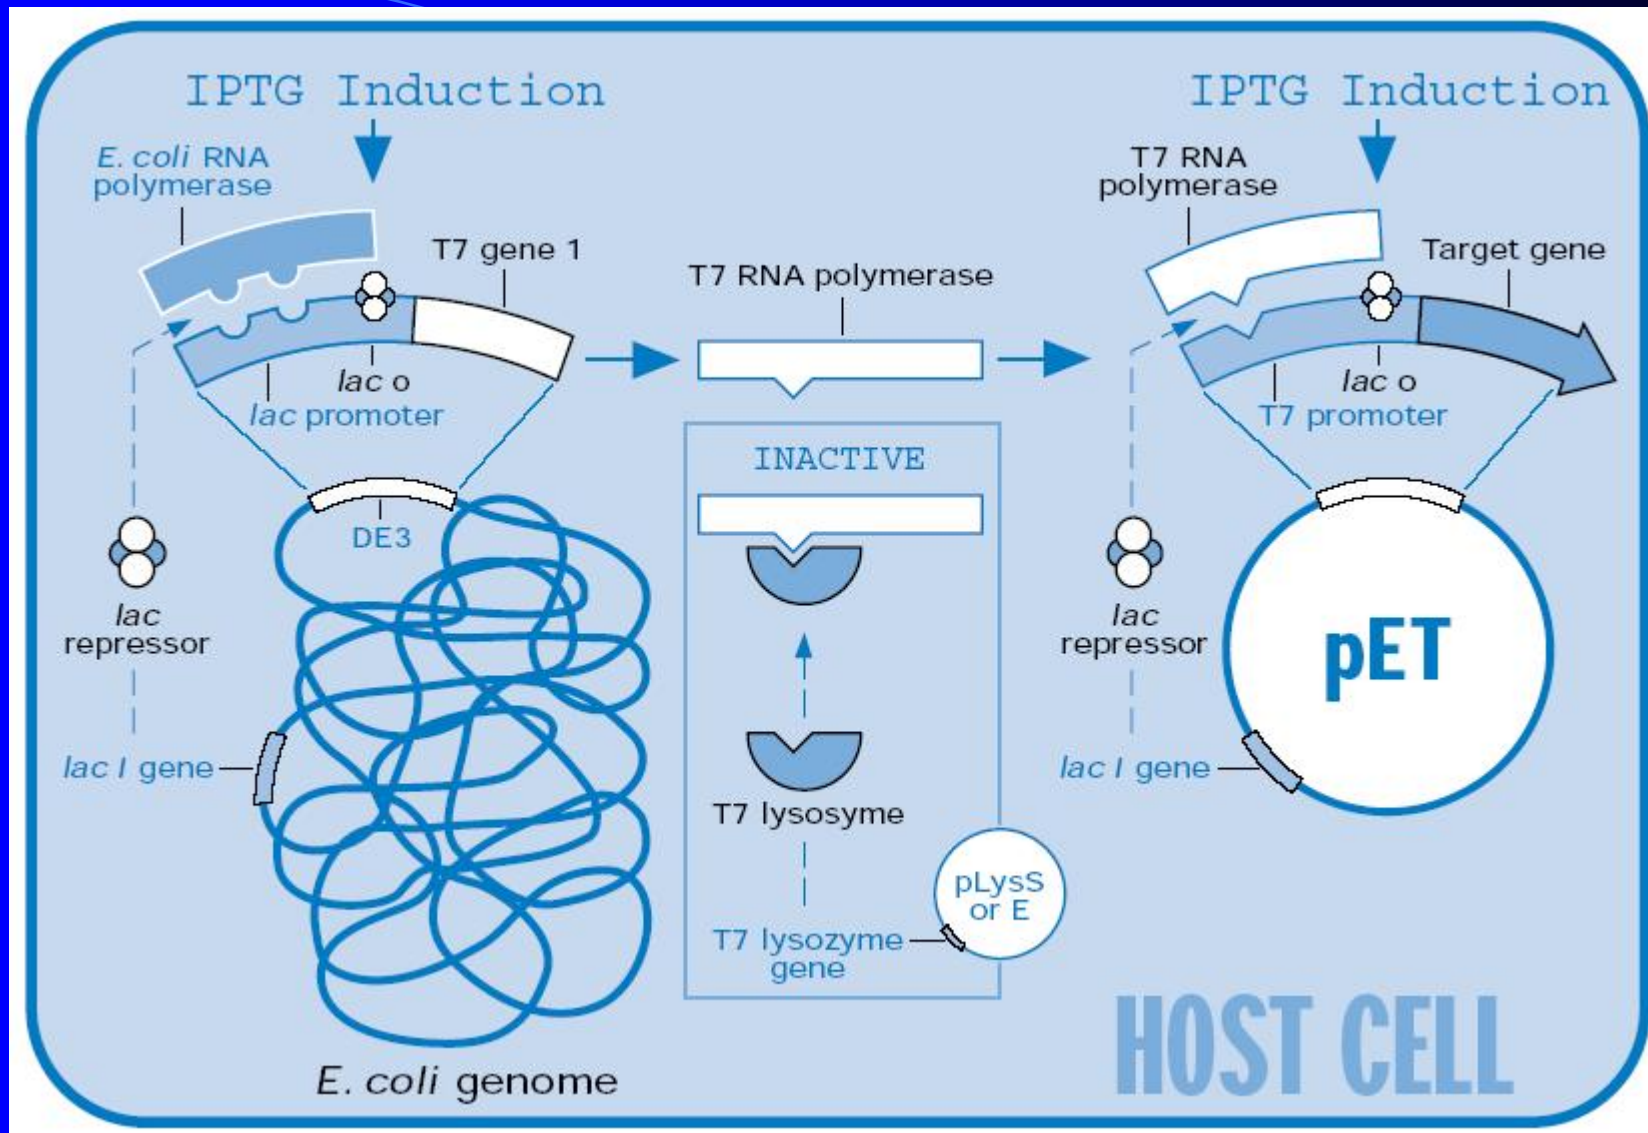 IPTG Induction
E. coli RNA
polymerase
T7 gene 1
lac o
lac promoter
DE3
lac
repressor
lac I gene
E. coli genome
T7 RNA polymerase
INACTIVE
T7 lysosyme
T7 lysozyme
gene
pLysS
or E
IPTG Induction
T7 RNA
polymerase
Target gene
lac o
T7 promoter
lac
repressor
lac I gene
pET
HOST CELL